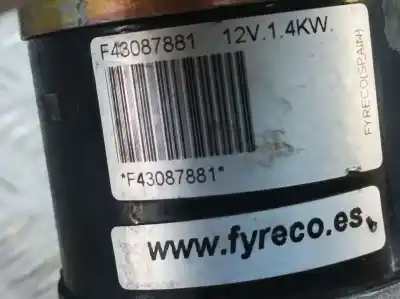 F43087881 12V.1.4KW.
FYRECO(SPAIN)
*F43087881*
www.fyreco.es